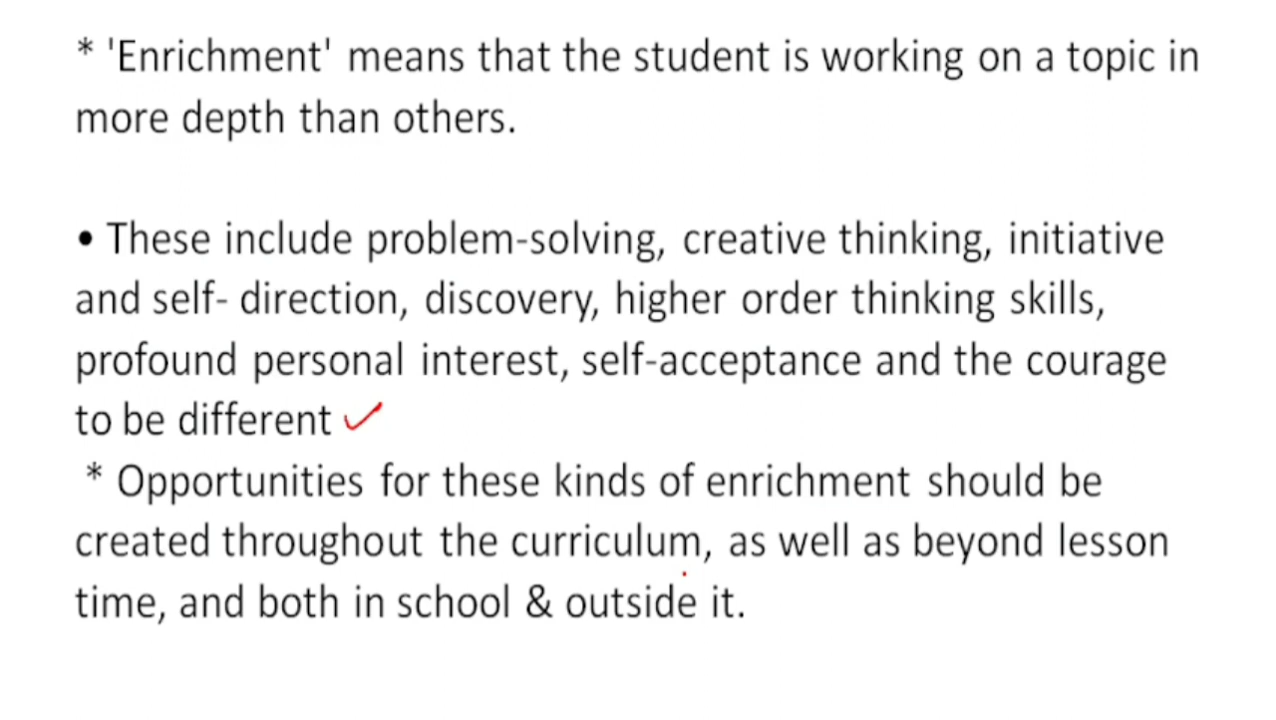 * 'Enrichment' means that the student is working on a topic in
more depth than others.
• These include problem-solving, creative thinking, initiative
and self- direction, discovery, higher order thinking skills,
profound personal interest, self-acceptance and the courage
to be different
* Opportunities for these kinds of enrichment should be
created throughout the curriculum, as well as beyond lesson
time, and both in school & outside it.